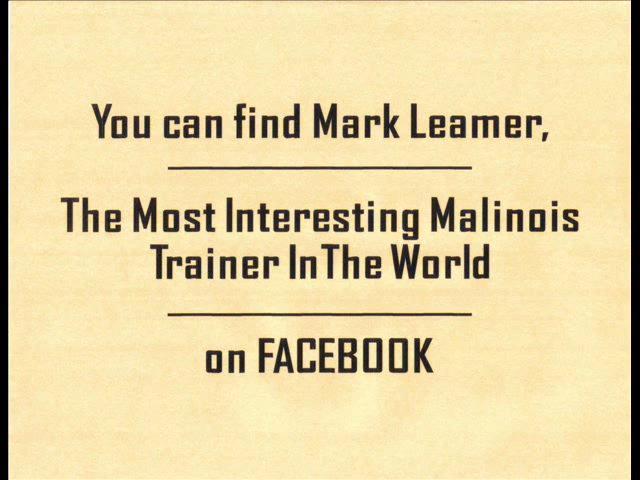 You can find Mark Leamer,
The Most Interesting Malinois
Trainer InThe World
on FACEBOOK